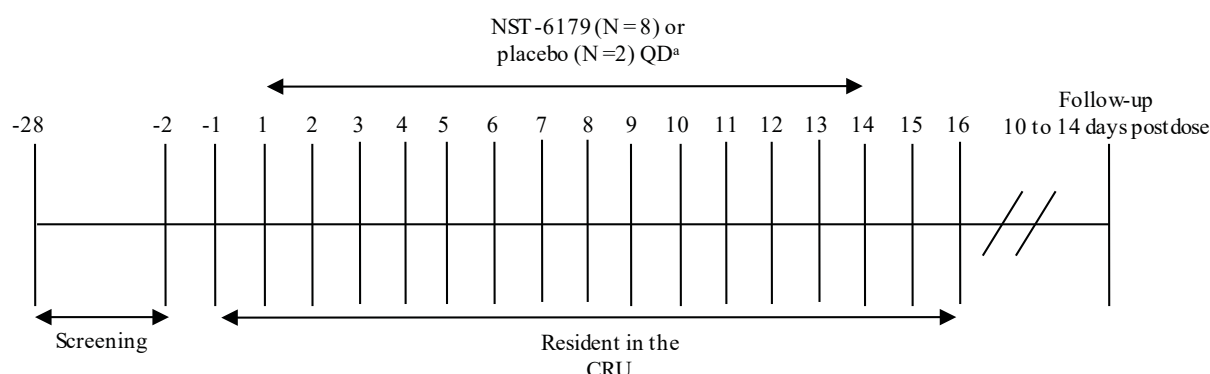 NST-6179 (N=8) or
placebo (N=2) QDᵃ
Follow-up
-28 -2 -1 1 2 3 4 5 6 7 8 9 10 11 12 13 14 15 16 10 to 14 days postdose
Screening
Resident in the
CRU